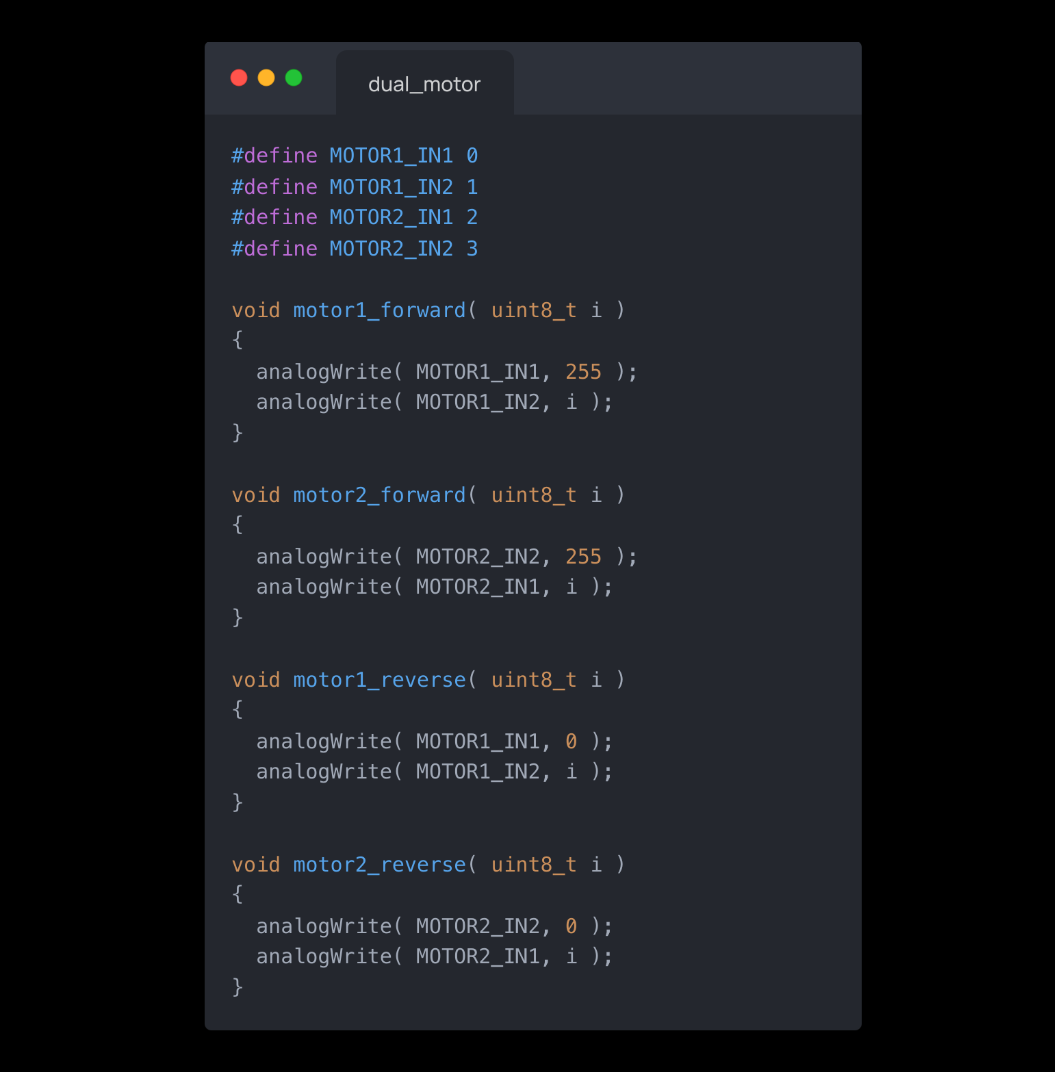 dual_motor
#define MOTOR1_IN1 0
#define MOTOR1_IN2 1
#define MOTOR2_IN1 2
#define MOTOR2_IN2 3
void motor1_forward( uint8_t i )
{
  analogWrite( MOTOR1_IN1, 255 );
  analogWrite( MOTOR1_IN2, i );
}
void motor2_forward( uint8_t i )
{
  analogWrite( MOTOR2_IN2, 255 );
  analogWrite( MOTOR2_IN1, i );
}
void motor1_reverse( uint8_t i )
{
  analogWrite( MOTOR1_IN1, 0 );
  analogWrite( MOTOR1_IN2, i );
}
void motor2_reverse( uint8_t i )
{
  analogWrite( MOTOR2_IN2, 0 );
  analogWrite( MOTOR2_IN1, i );
}